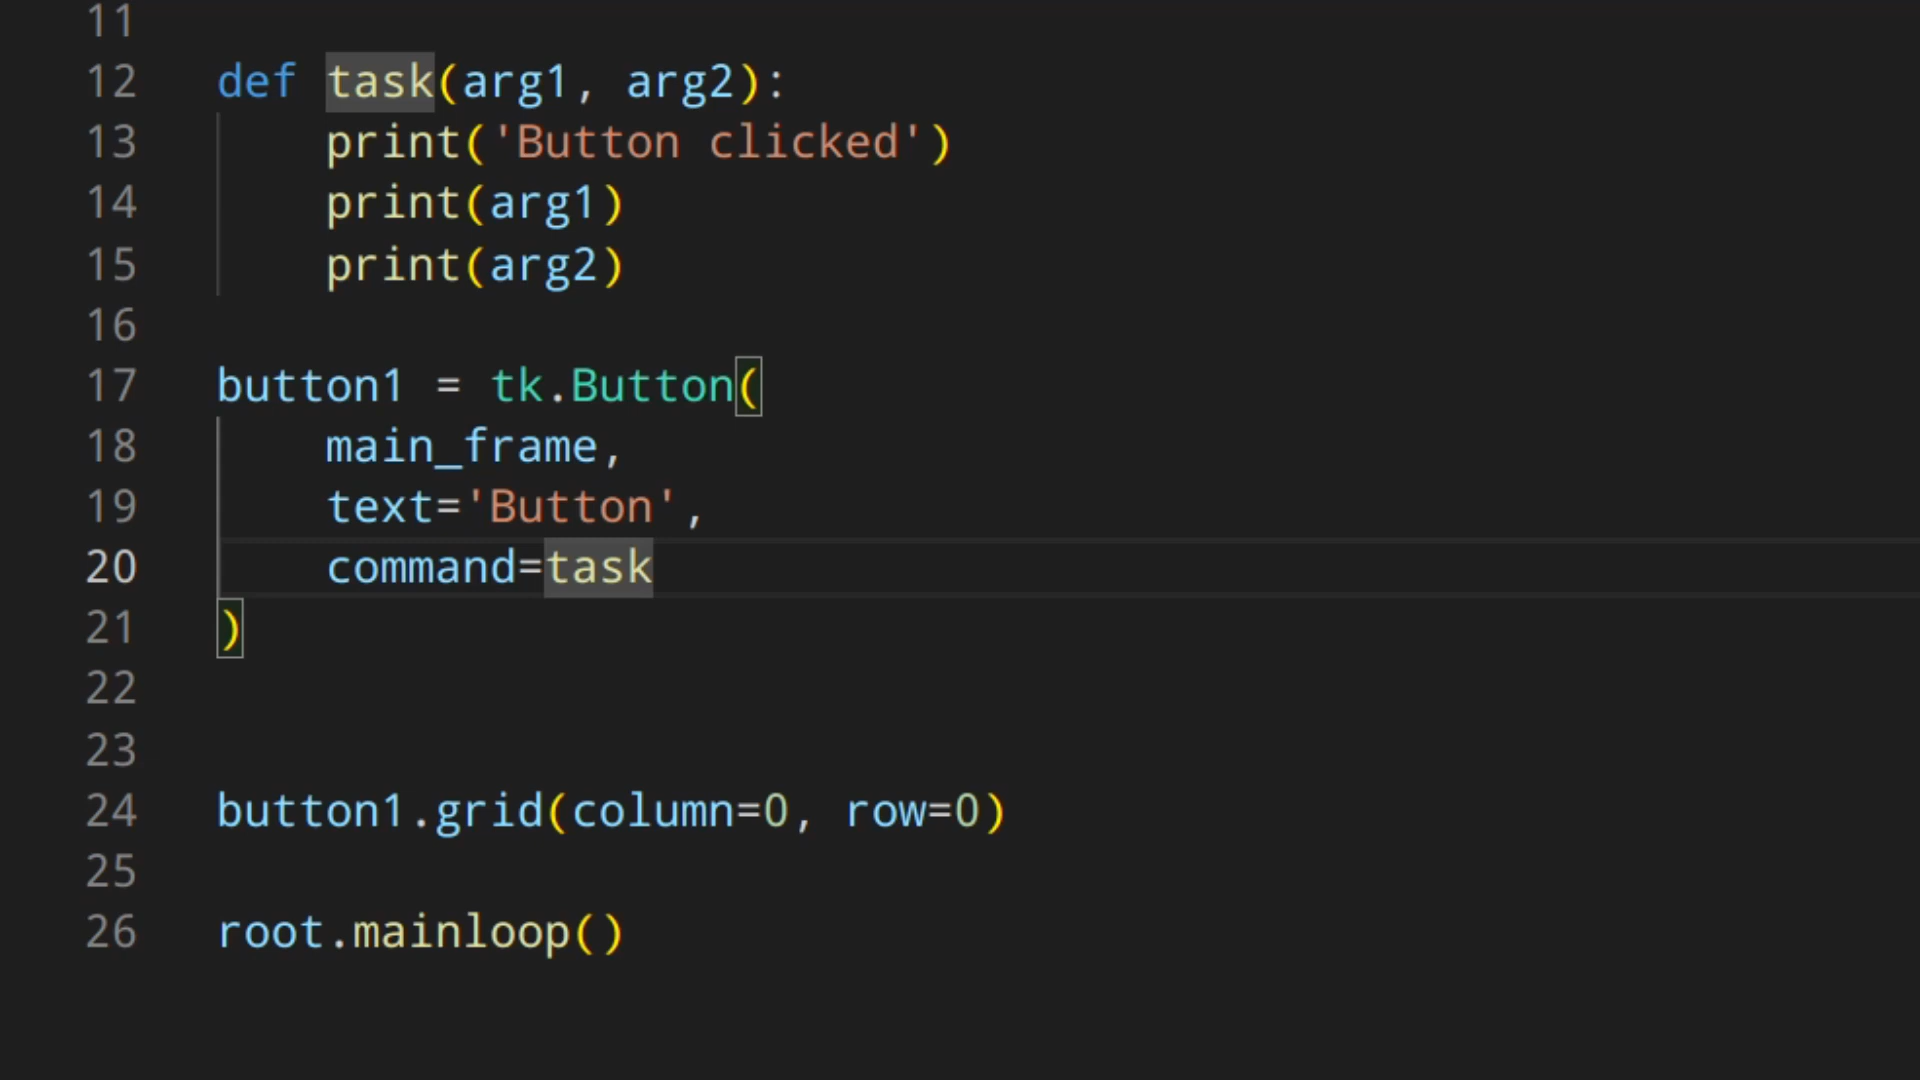 11
12 def task(arg1, arg2):
13     print('Button clicked')
14     print(arg1)
15     print(arg2)
16
17 button1 = tk.Button(
18     main_frame,
19     text='Button',
20     command=task
21 )
22
23
24 button1.grid(column=0, row=0)
25
26 root.mainloop()